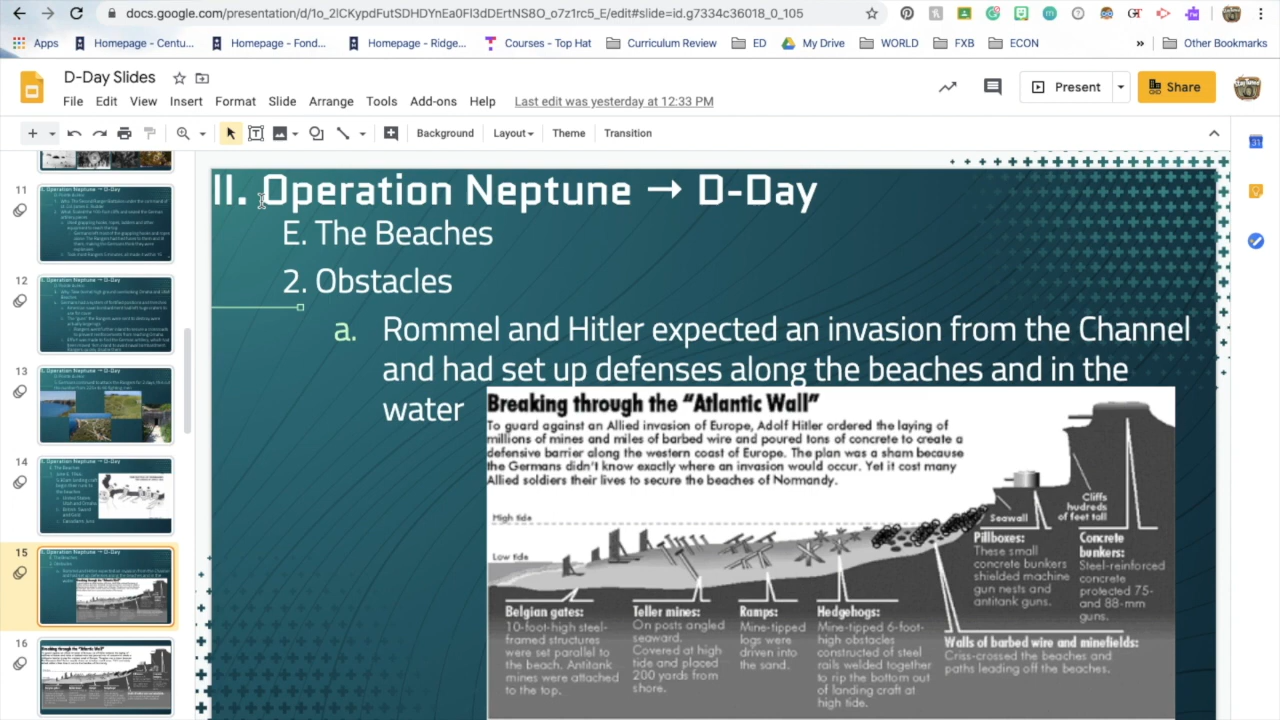 docs.google.com/presentation/d/1o_2lCKypdFutSDHDYnEa0Fl3dDErtNS8O_o7z1rc5_E/edit#slide=id.g7334c36018_0_105
Apps Homepage - Centu... Homepage - Fond... Homepage - Ridge... Courses - Top Hat Curriculum Review ED My Drive WORLD FXB ECON » Other Bookmarks
D-Day Slides
File Edit View Insert Format Slide Arrange Tools Add-ons Help Last edit was yesterday at 12:33 PM
Present Share
Background Layout Theme Transition
11
12
13
14
15
16
II. Operation Neptune → D-Day
E. The Beaches
2. Obstacles
a. Rommel and Hitler expected an invasion from the Channel
and had set up defenses along the beaches and in the
water
Breaking through the “Atlantic Wall”
To guard against an Allied invasion of Europe, Adolf Hitler ordered the laying of
millions of mines and miles of barbed wire and poured tons of concrete to create a
defensive barrier along the western coast of Europe. The plan was a sham because
the Germans didn't know exactly where an invasion would occur. Yet it cost many
Allied soldiers their lives to secure the beaches of Normandy.
High tide
Low tide
Seawall
Cliffs
hudreds
of feet tall
Belgian gates:
10-foot-high steel-
framed structures
were set parallel to
the beach. Antitank
mines were attached
to the top.
Teller mines:
On posts angled
seaward.
Covered at high
tide and placed
200 yards from
shore.
Ramps:
Mine-tipped
logs were
driven into
the sand.
Hedgehogs:
Mine-tipped 6-foot-
high obstacles
constructed of steel
rails welded together
to rip the bottom out
of landing craft at
high tide.
Pillboxes:
These small
concrete bunkers
shielded machine
gun nests and
antitank guns.
Concrete
bunkers:
Steel-reinforced
concrete
protected 75-
and 88-mm
guns.
Walls of barbed wire and minefields:
Criss-crossed the beaches and
paths leading off the beaches.